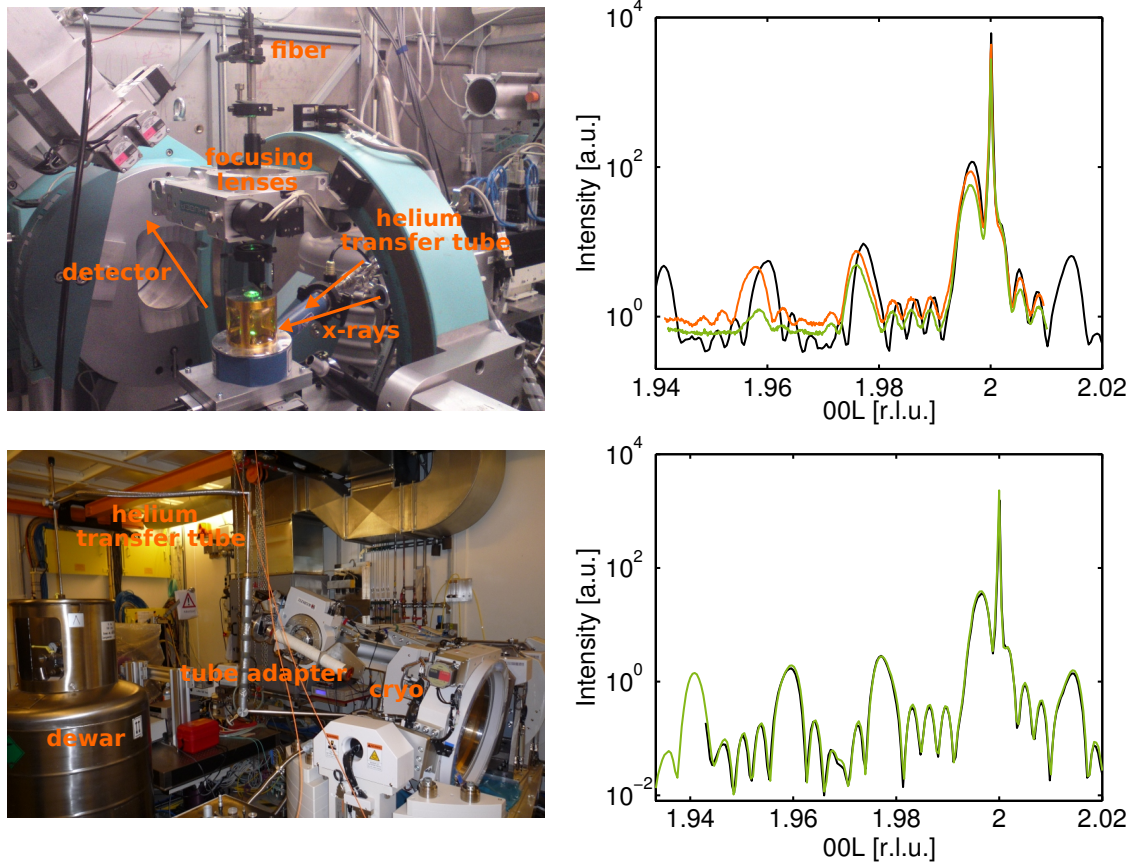 fiber
focusing
lenses
helium
transfer tube
detector
x-rays
Intensity [a.u.]
10^4
10^2
10^0
1.94
1.96
1.98
2
2.02
00L [r.l.u.]
helium
transfer tube
tube adapter
cryo
dewar
Intensity [a.u.]
10^4
10^2
10^0
10^−2
1.94
1.96
1.98
2
2.02
00L [r.l.u.]